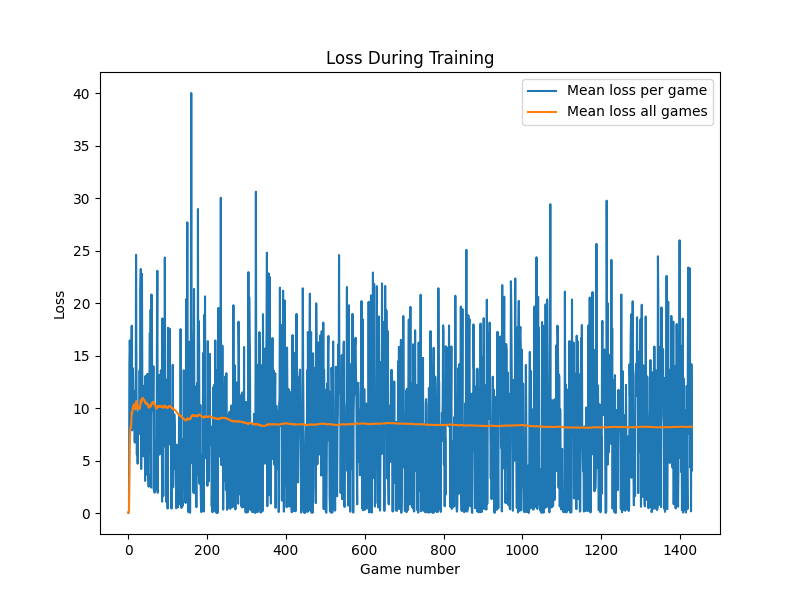 Loss During Training
Mean loss per game
Mean loss all games
Loss
40
35
30
25
20
15
10
5
0
0 200 400 600 800 1000 1200 1400
Game number